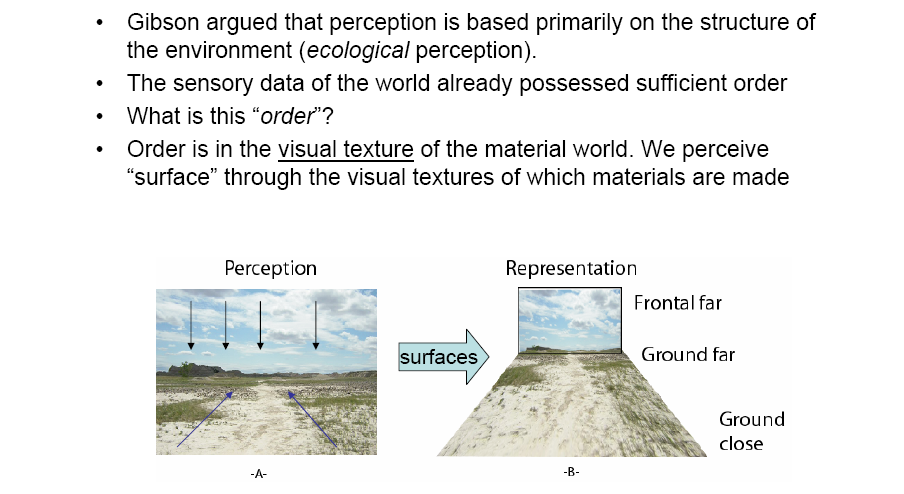 • Gibson argued that perception is based primarily on the structure of
the environment (ecological perception).
• The sensory data of the world already possessed sufficient order
• What is this “order”?
• Order is in the visual texture of the material world. We perceive
“surface” through the visual textures of which materials are made
Perception
Representation
Frontal far
surfaces
Ground far
Ground
close
-A-
-B-